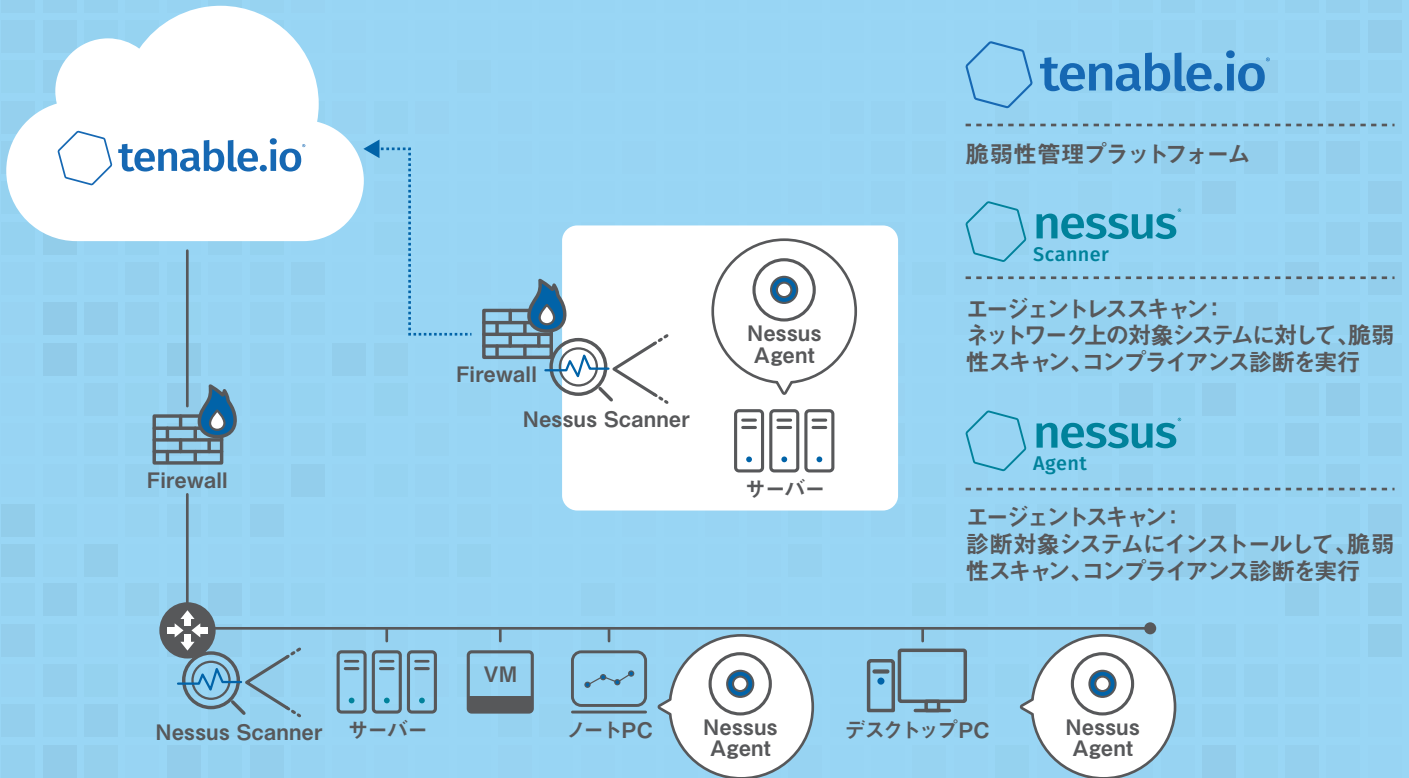 tenable.io
Firewall
Nessus Scanner
Nessus
Agent
サーバー
Firewall
Nessus Scanner
サーバー
VM
ノートPC
Nessus
Agent
デスクトップPC
Nessus
Agent
tenable.io
脆弱性管理プラットフォーム
nessus
Scanner
エージェントレススキャン：
ネットワーク上の対象システムに対して、脆弱
性スキャン、コンプライアンス診断を実行
nessus
Agent
エージェントスキャン：
診断対象システムにインストールして、脆弱
性スキャン、コンプライアンス診断を実行